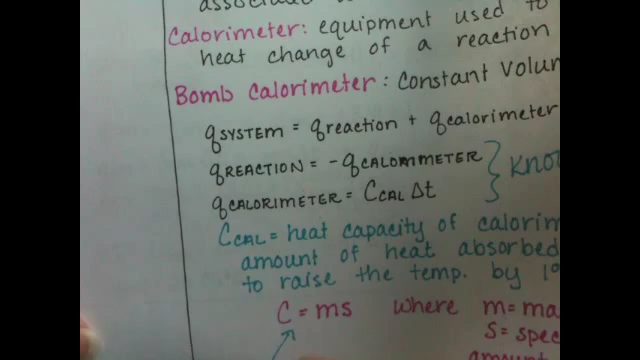 Calorimeter: equipment used to
heat change of a reaction
Bomb Calorimeter: Constant Volum
qSYSTEM = qreaction + qcalorimeter
qREACTION = -qCALORIMETER
KNO
qCALORIMETER = CCAL Δt
CCAL = heat capacity of calorim
amount of heat absorbed
to raise the temp. by 1°
C = ms where m= ma
S= spec
amount